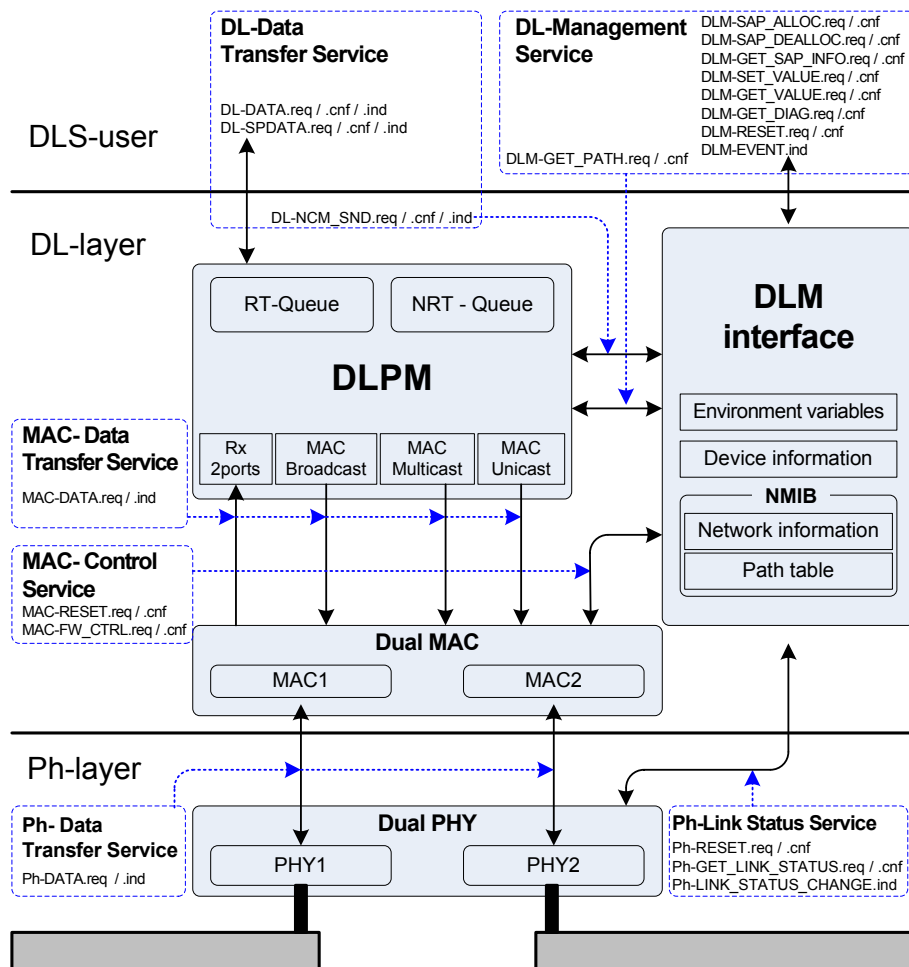 DL-Data
Transfer Service
DL-DATA.req / .cnf / .ind
DL-SPDATA.req / .cnf / .ind
DL-NCM_SND.req / .cnf / .ind
DL-Management
Service
DLM-SAP_ALLOC.req / .cnf
DLM-SAP_DEALLOC.req / .cnf
DLM-GET_SAP_INFO.req / .cnf
DLM-SET_VALUE.req / .cnf
DLM-GET_VALUE.req / .cnf
DLM-GET_DIAG.req/ .cnf
DLM-RESET.req / .cnf
DLM-EVENT.ind
DLM-GET_PATH.req / .cnf
DLS-user
DL-layer
RT-Queue
NRT - Queue
DLPM
Rx
2ports
MAC
Broadcast
MAC
Multicast
MAC
Unicast
DLM
interface
Environment variables
Device information
NMIB
Network information
Path table
MAC- Data
Transfer Service
MAC-DATA.req / .ind
MAC- Control
Service
MAC-RESET.req / .cnf
MAC-FW_CTRL.req / .cnf
Dual MAC
MAC1
MAC2
Ph-layer
Ph- Data
Transfer Service
Ph-DATA.req / .ind
Dual PHY
PHY1
PHY2
Ph-Link Status Service
Ph-RESET.req / .cnf
Ph-GET_LINK_STATUS.req / .cnf
Ph-LINK_STATUS_CHANGE.ind